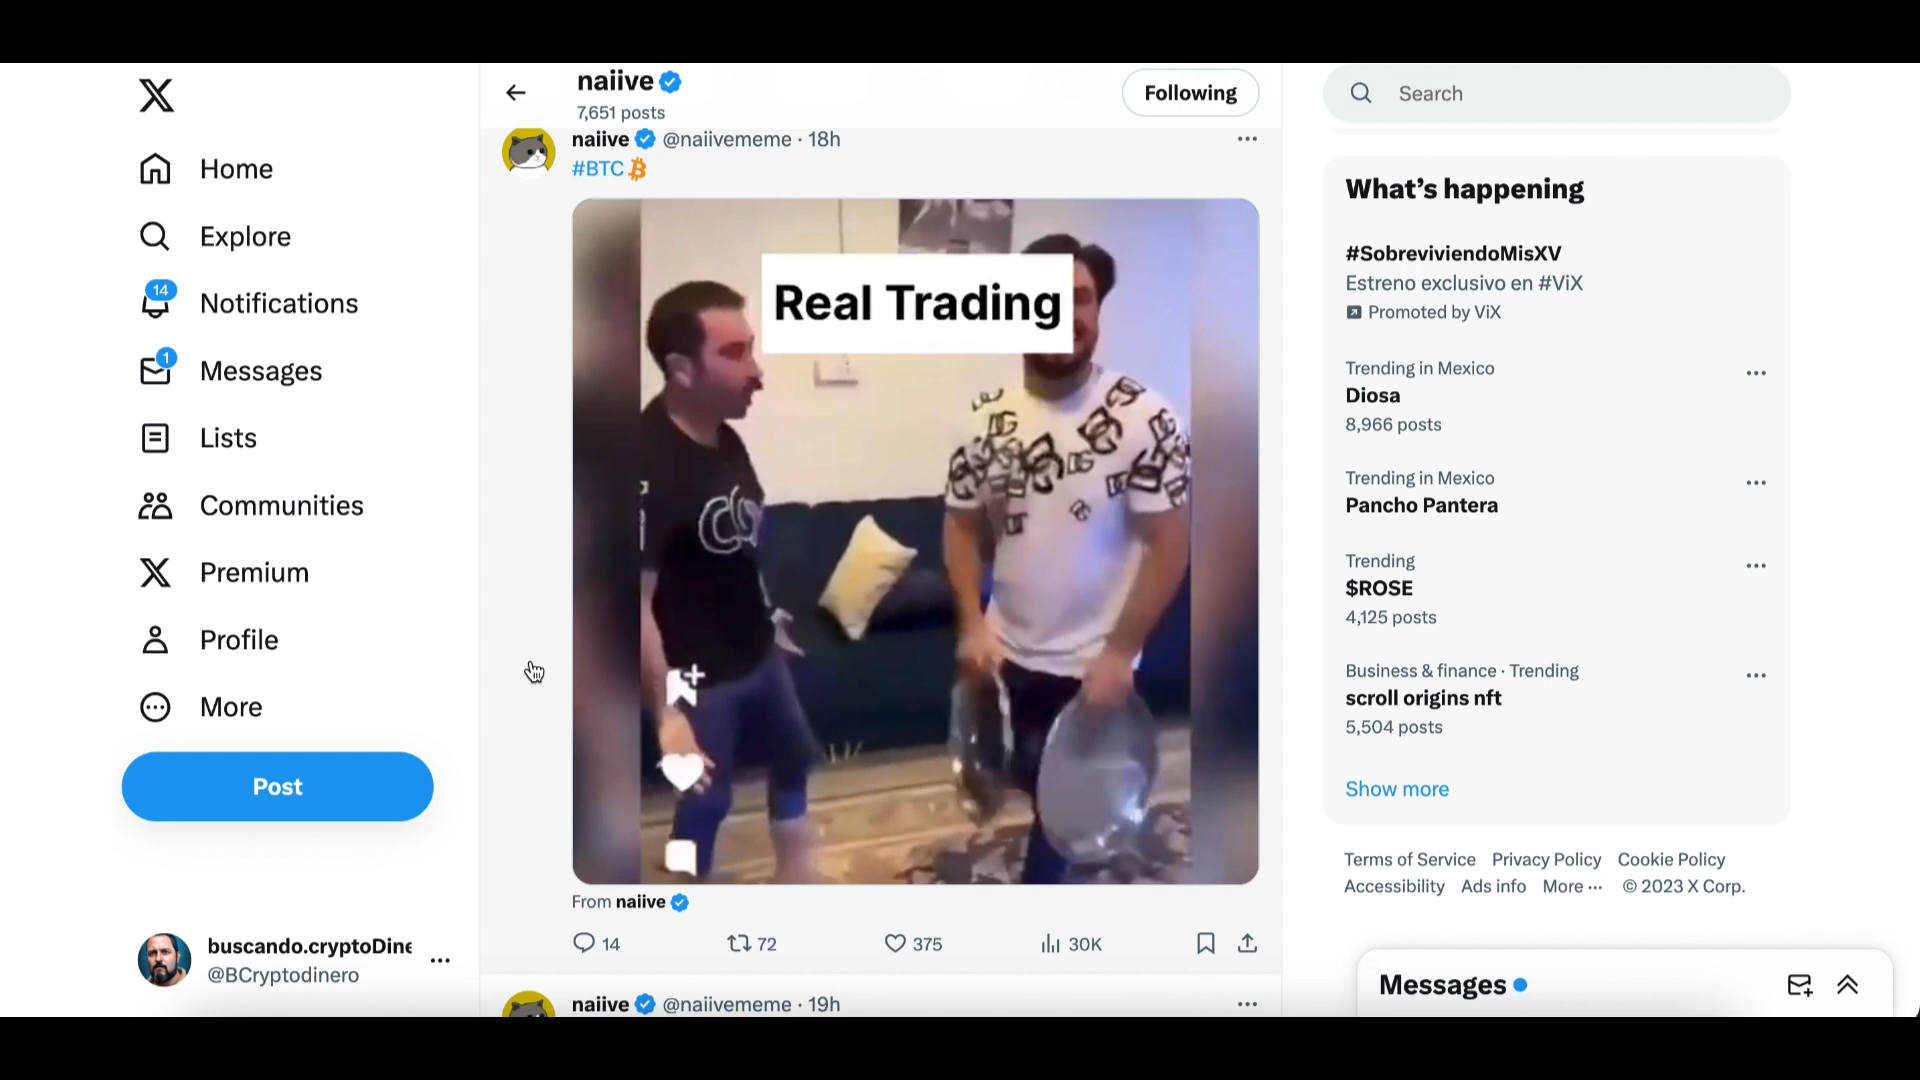 Home
Explore
14
Notifications
1
Messages
Lists
Communities
Premium
Profile
More
Post
buscando.cryptoDine
@BCryptodinero
naiive
7,651 posts
Following
naiive @naiivememe · 18h
#BTC
Real Trading
From naiive
14
72
375
30K
naiive @naiivememe · 19h
Search
What's happening
#SobreviviendoMisXV
Estreno exclusivo en #ViX
Promoted by ViX
Trending in Mexico
Diosa
8,966 posts
Trending in Mexico
Pancho Pantera
Trending
$ROSE
4,125 posts
Business & finance · Trending
scroll origins nft
5,504 posts
Show more
Terms of Service Privacy Policy Cookie Policy
Accessibility Ads info More ··· © 2023 X Corp.
Messages